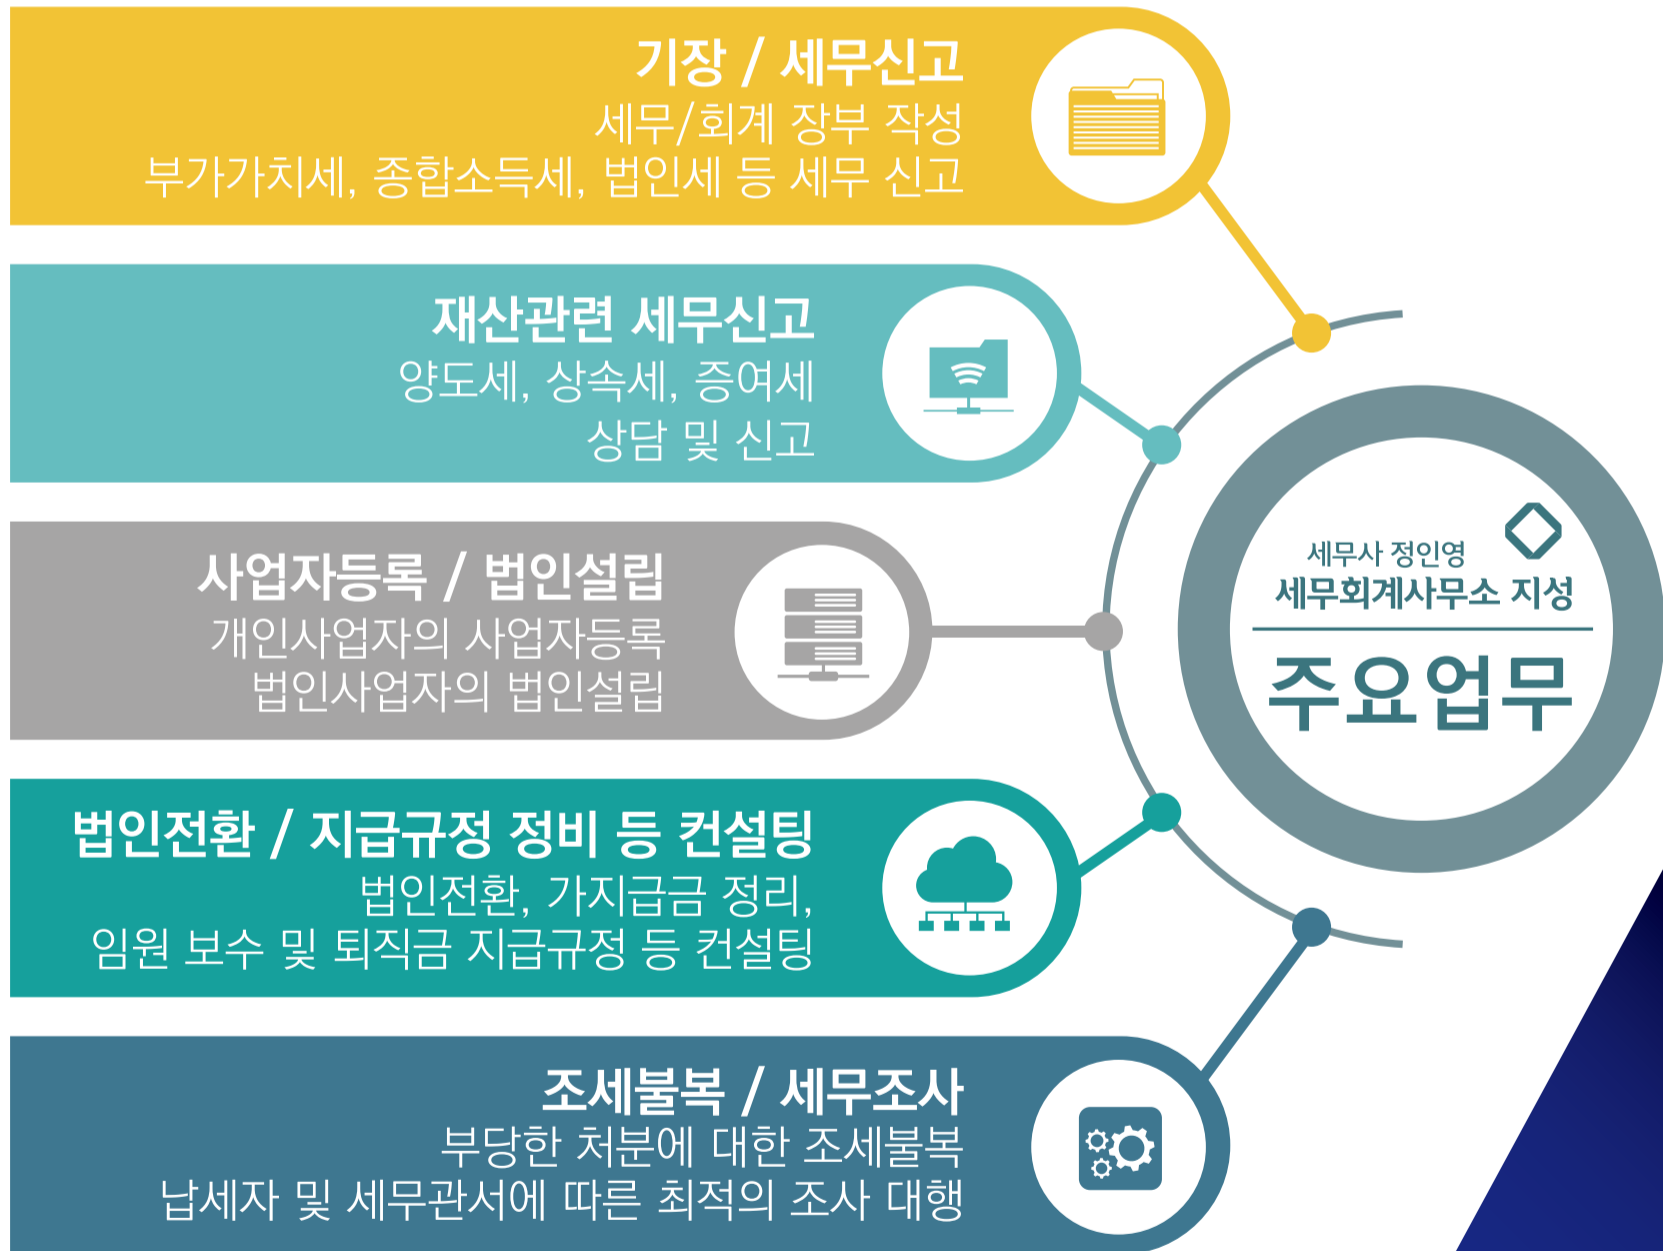 기장 / 세무신고
세무/회계 장부 작성
부가가치세, 종합소득세, 법인세 등 세무 신고
재산관련 세무신고
양도세, 상속세, 증여세
상담 및 신고
사업자등록 / 법인설립
개인사업자의 사업자등록
법인사업자의 법인설립
법인전환 / 지급규정 정비 등 컨설팅
법인전환, 가지급금 정리,
임원 보수 및 퇴직금 지급규정 등 컨설팅
조세불복 / 세무조사
부당한 처분에 대한 조세불복
납세자 및 세무관서에 따른 최적의 조사 대행
세무사 정인영
세무회계사무소 지성
주요업무